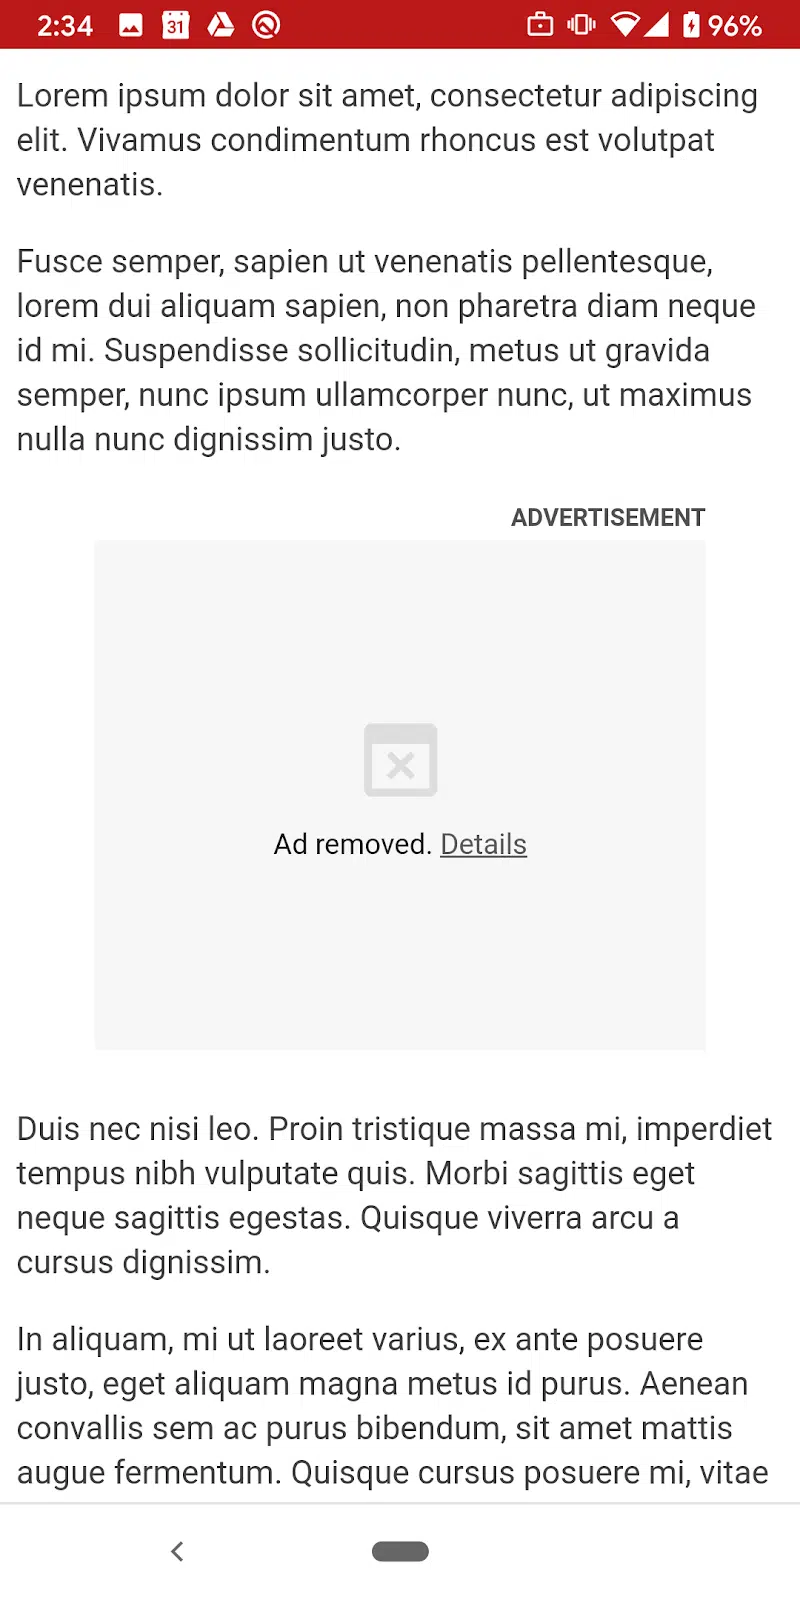 2:34 31 96%
Lorem ipsum dolor sit amet, consectetur adipiscing
elit. Vivamus condimentum rhoncus est volutpat
venenatis.
Fusce semper, sapien ut venenatis pellentesque,
lorem dui aliquam sapien, non pharetra diam neque
id mi. Suspendisse sollicitudin, metus ut gravida
semper, nunc ipsum ullamcorper nunc, ut maximus
nulla nunc dignissim justo.
ADVERTISEMENT
Ad removed. Details
Duis nec nisi leo. Proin tristique massa mi, imperdiet
tempus nibh vulputate quis. Morbi sagittis eget
neque sagittis egestas. Quisque viverra arcu a
cursus dignissim.
In aliquam, mi ut laoreet varius, ex ante posuere
justo, eget aliquam magna metus id purus. Aenean
convallis sem ac purus bibendum, sit amet mattis
augue fermentum. Quisque cursus posuere mi, vitae